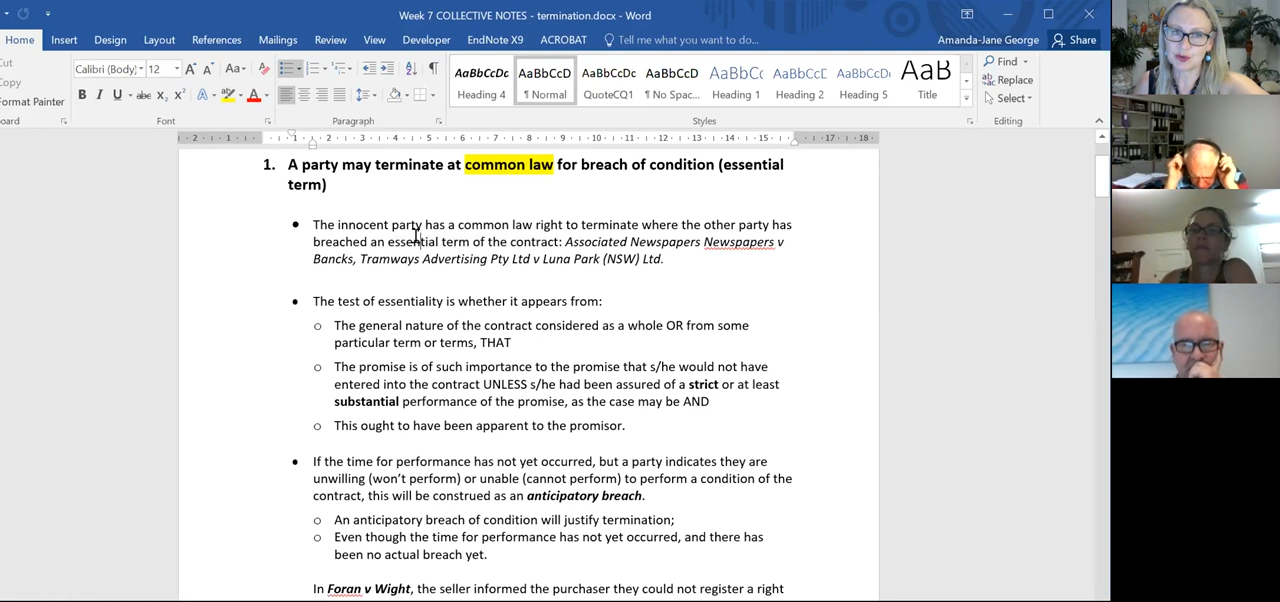 Week 7 COLLECTIVE NOTES - termination.docx - Word
Home Insert Design Layout References Mailings Review View Developer EndNote X9 ACROBAT Tell me what you want to do... Amanda-Jane George Share
Calibri (Body) 12
Format Painter
Font Paragraph Styles Editing
AaBbCcDc Heading 4
AaBbCcD ¶ Normal
AaBbCcDc QuoteCQ1
AaBbCcD ¶ No Spac...
AaBbC Heading 1
AaBbCcE Heading 2
AaBbCcD Heading 5
AaB Title
Find
Replace
Select
1. A party may terminate at common law for breach of condition (essential
term)
• The innocent party has a common law right to terminate where the other party has
breached an essential term of the contract: Associated Newspapers Newspapers v
Bancks, Tramways Advertising Pty Ltd v Luna Park (NSW) Ltd.
• The test of essentiality is whether it appears from:
o The general nature of the contract considered as a whole OR from some
particular term or terms, THAT
o The promise is of such importance to the promise that s/he would not have
entered into the contract UNLESS s/he had been assured of a strict or at least
substantial performance of the promise, as the case may be AND
o This ought to have been apparent to the promisor.
• If the time for performance has not yet occurred, but a party indicates they are
unwilling (won't perform) or unable (cannot perform) to perform a condition of the
contract, this will be construed as an anticipatory breach.
o An anticipatory breach of condition will justify termination;
o Even though the time for performance has not yet occurred, and there has
been no actual breach yet.
In Foran v Wight, the seller informed the purchaser they could not register a right